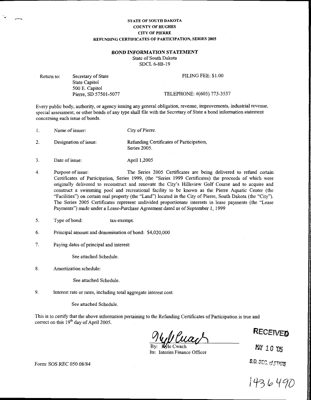 STATE OF SOUTH DAKOTA
COUNTY OF HUGHES
CITY OF PIERRE
REFUNDING CERTIFICATES OF PARTICIPATION, SERIES 2005
BOND INFORMATION STATEMENT
State of South Dakota
SDCL 6-8B-19
Return to: Secretary of State FILING FEE: $1.00
State Capitol
500 E. Capitol
Pierre, SD 57501-5077 TELEPHONE: #(605) 773-3537
Every public body, authority, or agency issuing any general obligation, revenue, improvements, industrial revenue,
special assessment, or other bonds of any type shall file with the Secretary of State a bond information statement
concerning each issue of bonds.
1. Name of issuer: City of Pierre.
2. Designation of issue: Refunding Certificates of Participation,
Series 2005
3. Date of issue: April 1,2005
4 Purpose of issue: The Series 2005 Certificates are being delivered to refund certain
Certificates of Participation, Series 1999, (the "Series 1999 Certificates) the proceeds of which were
originally delivered to reconstruct and renovate the City's Hillsview Golf Course and to acquire and
construct a swimming pool and recreational facility to be known as the Pierre Aquatic Center (the
"Facilities") on certain real property (the "Land") located in the City of Pierre, South Dakota (the "City").
The Series 2005 Certificates represent undivided proportionate interests in lease payments (the "Lease
Payments") made under a Lease-Purchase Agreement dated as of September 1, 1999
5. Type of bond: tax-exempt.
6. Principal amount and denomination of bond: $4,020,000
7. Paying dates of principal and interest:
See attached Schedule.
8. Amortization schedule:
See attached Schedule.
9. Interest rate or rates, including total aggregate interest cost:
See attached Schedule.
This is to certify that the above information pertaining to the Refunding Certificates of Participation is true and
correct on this 19th day of April 2005.
By: Kyle Cwach
Its: Interim Finance Officer
RECEIVED
MAY 10 '05
S.D. SEC. of STATE
Form: SOS REC 050 08/84
1436490